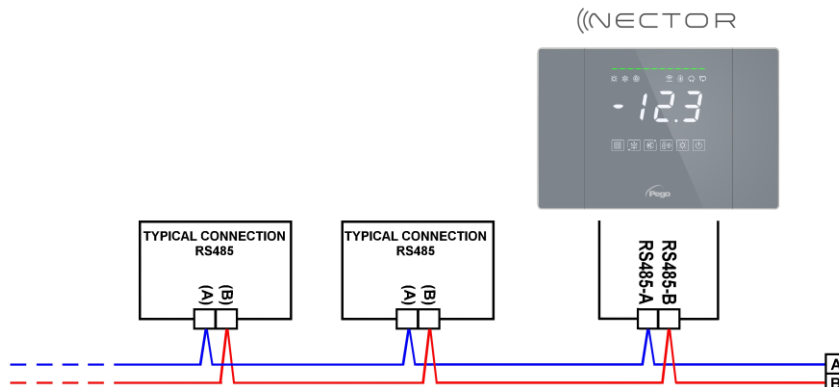 NECTOR
-12.3
Pego
TYPICAL CONNECTION
RS485
(A)
(B)
TYPICAL CONNECTION
RS485
(A)
(B)
RS485-A
RS485-B
A
B